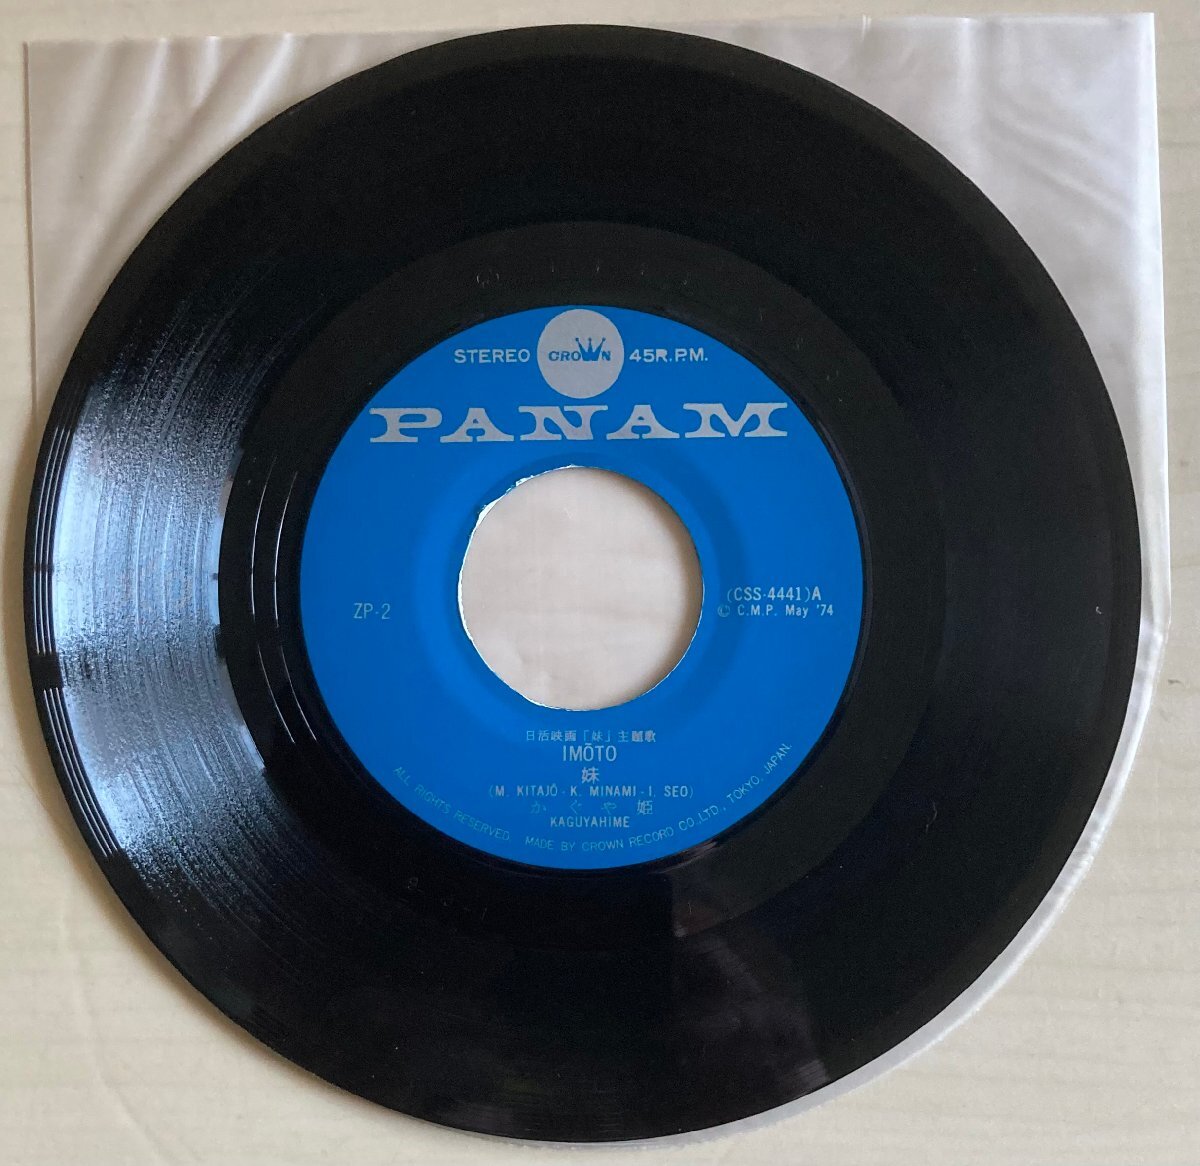 STEREO CROWN 45R.P.M.
PANAM
ZP-2
(CSS-4441)A
Ⓒ C.M.P. May '74
日活映画「妹」主題歌
IMŌTO
妹
(M. KITAJŌ - K. MINAMI - I. SEO)
かぐや姫
KAGUYAHIME
ALL RIGHTS RESERVED. MADE BY CROWN RECORD CO.,LTD., TOKYO. JAPAN.